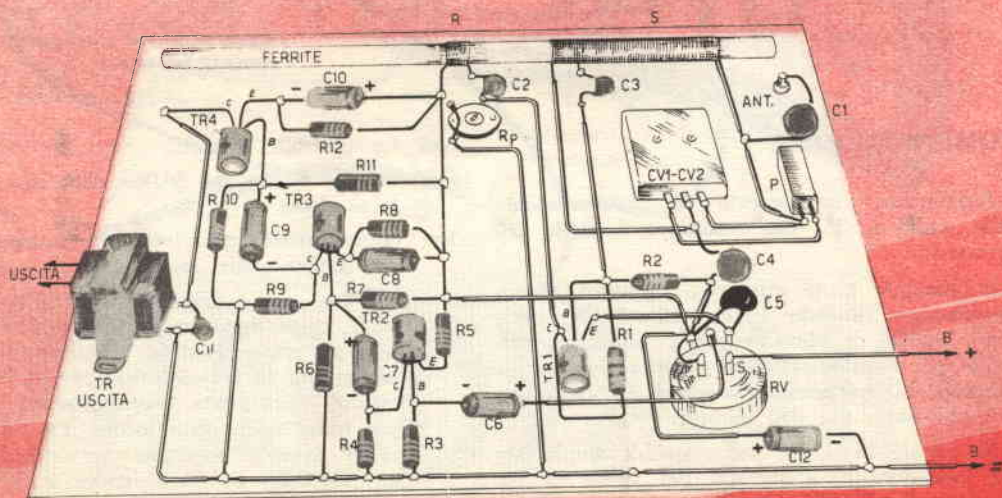 R S
FERRITE
C10
- +
C2
C3
ANT.
C1
C E
TR4
B
R12
Rp
CV1-CV2
P
R11
TR3
R10
+
C9
-
R8
C E
B
C8
C4
R2
C5
USCITA
R9
R7
TR2
R5
B
C E
R1
TR1
S
B +
RV
C11
R6
+
C7
-
C B
E
- +
C6
TR
USCITA
R4
R3
+ -
C12
B -